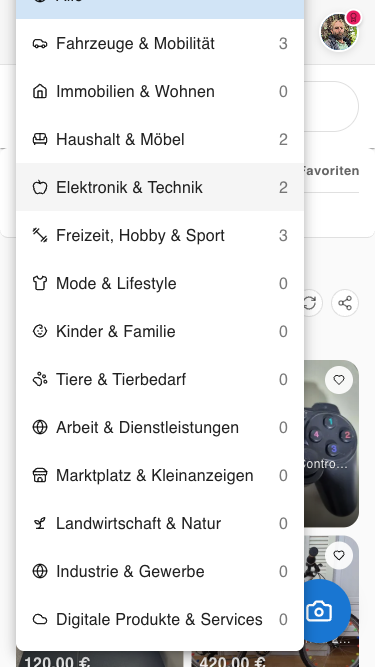 Alle
8
Fahrzeuge & Mobilität 3
Immobilien & Wohnen 0
Haushalt & Möbel 2
Favoriten
Elektronik & Technik 2
Freizeit, Hobby & Sport 3
Mode & Lifestyle 0
Kinder & Familie 0
Tiere & Tierbedarf 0
Arbeit & Dienstleistungen 0
Contro...
Marktplatz & Kleinanzeigen 0
Landwirtschaft & Natur 0
Industrie & Gewerbe 0
Digitale Produkte & Services 0
120,00 € 420,00 €